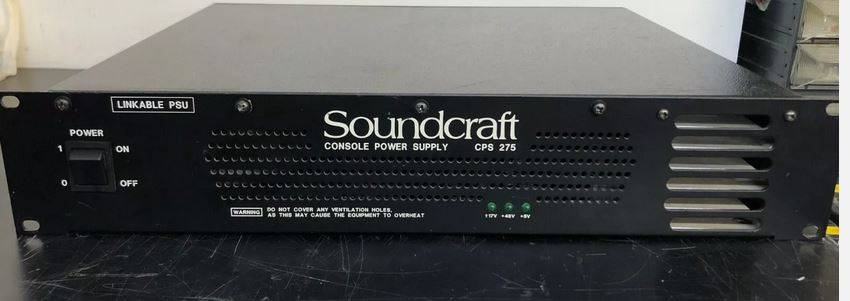 LINKABLE PSU
POWER
1 ON
0 OFF
Soundcraft
CONSOLE POWER SUPPLY CPS 275
WARNING DO NOT COVER ANY VENTILATION HOLES,
AS THIS MAY CAUSE THE EQUIPMENT TO OVERHEAT
±17V +48V +5V